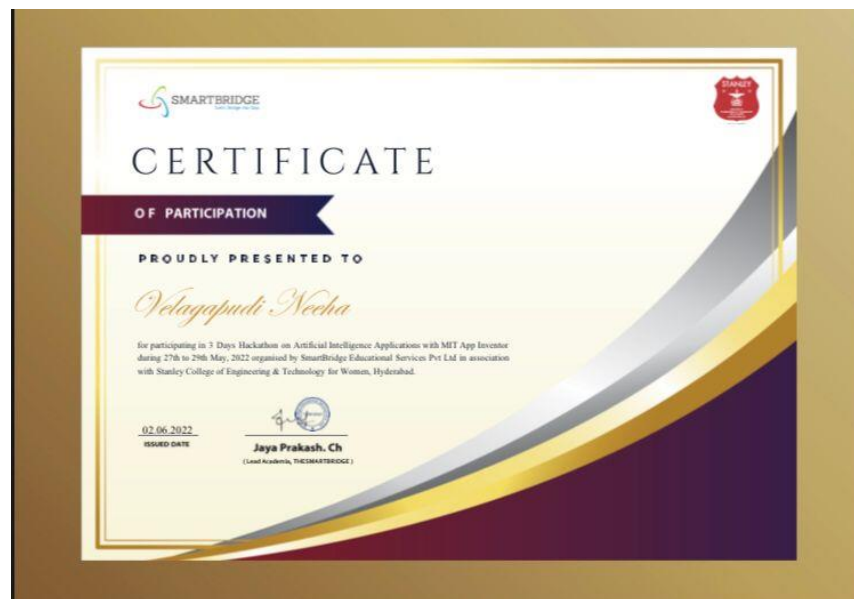 SMARTBRIDGE
STANLEY
CERTIFICATE
OF PARTICIPATION
PROUDLY PRESENTED TO
Velagapudi Neeha
for participating in 3 Days Hackathon on Artificial Intelligence Applications with MIT App Inventor
during 27th to 29th May, 2022 organised by SmartBridge Educational Services Pvt Ltd in association
with Stanley College of Engineering & Technology for Women, Hyderabad.
02.06.2022
ISSUED DATE
Jaya Prakash. Ch
( Lead Academia, THESMARTBRIDGE )